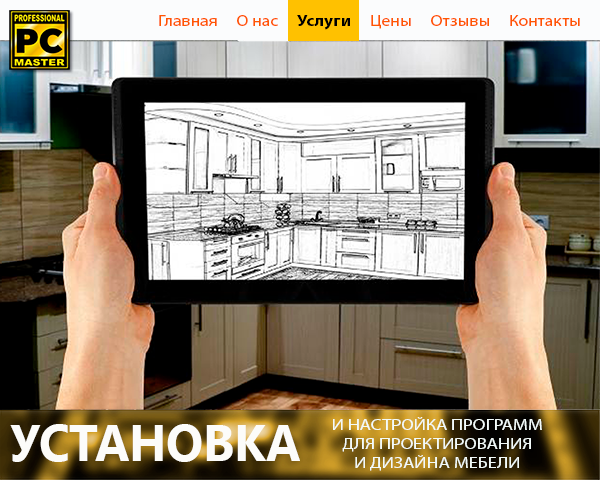 PROFESSIONAL
PC
MASTER
Главная О нас Услуги Цены Отзывы Контакты
УСТАНОВКА
И НАСТРОЙКА ПРОГРАММ
ДЛЯ ПРОЕКТИРОВАНИЯ
И ДИЗАЙНА МЕБЕЛИ